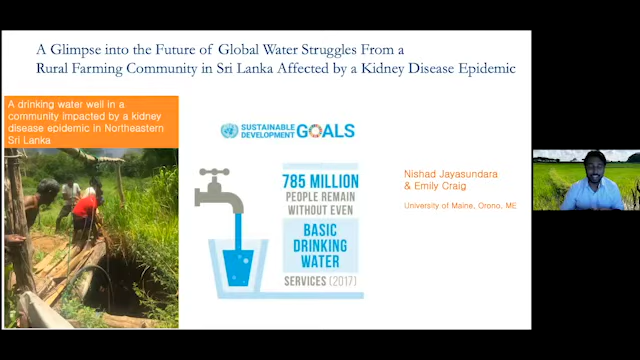 A Glimpse into the Future of Global Water Struggles From a
Rural Farming Community in Sri Lanka Affected by a Kidney Disease Epidemic
A drinking water well in a
community impacted by a kidney
disease epidemic in Northeastern
Sri Lanka
SUSTAINABLE
DEVELOPMENT
GOALS
785 MILLION
PEOPLE REMAIN
WITHOUT EVEN
BASIC
DRINKING
WATER
SERVICES (2017)
Nishad Jayasundara
& Emily Craig
University of Maine, Orono, ME